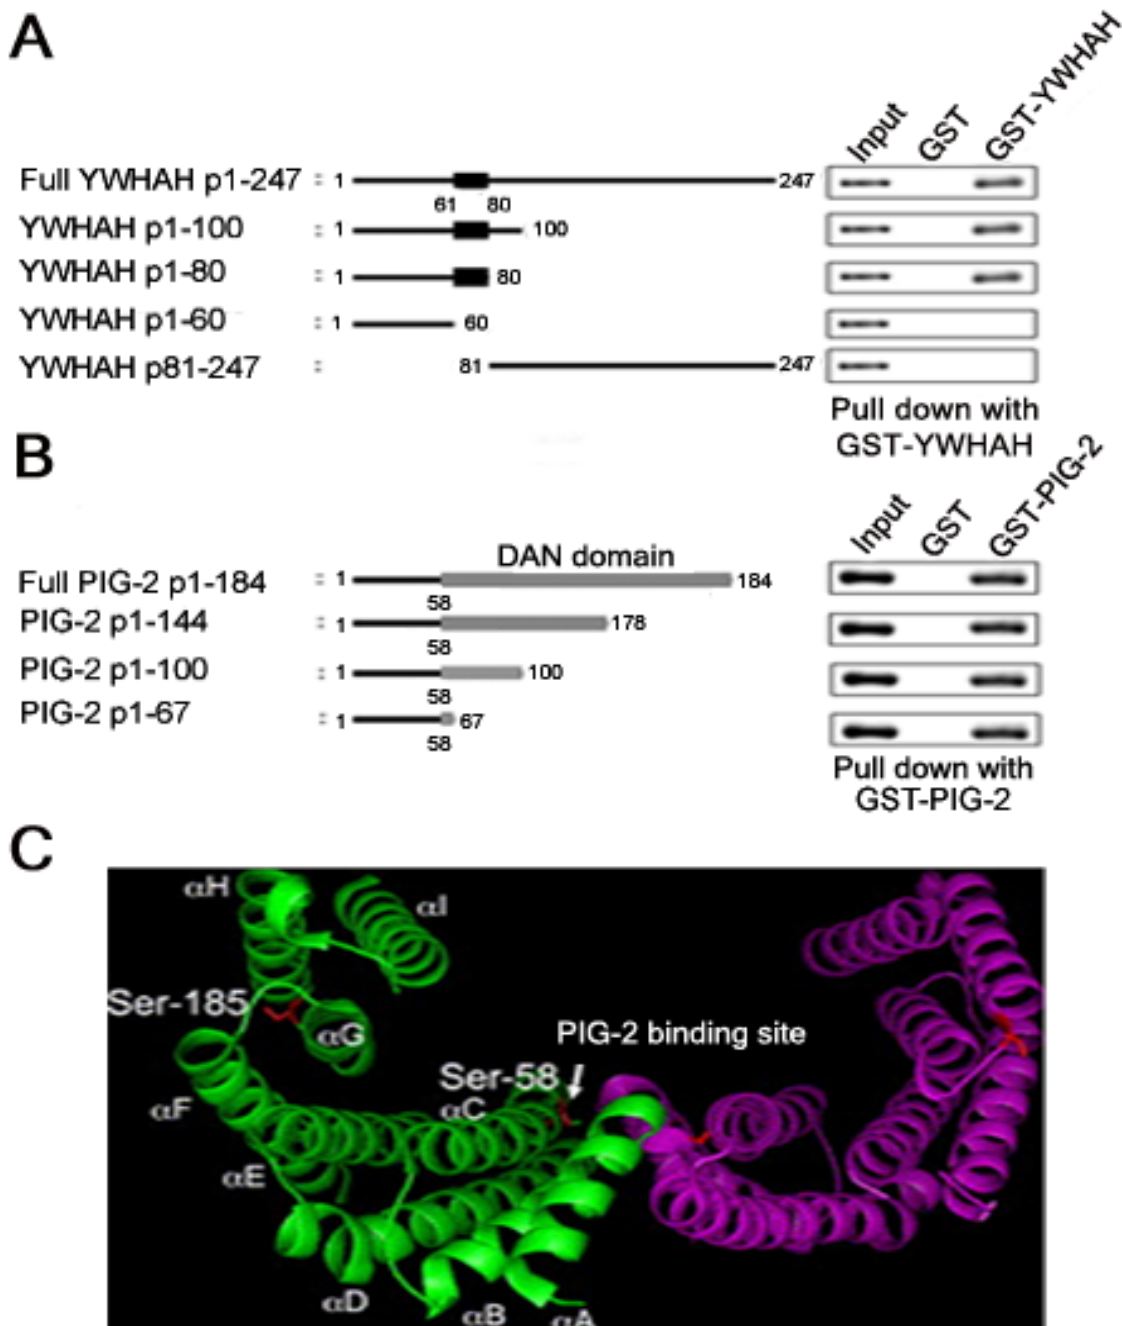 A
Input GST GST-YWHAH
Full YWHAH p1-247 : 1 247
61 80
YWHAH p1-100 : 1 100
YWHAH p1-80 : 1 80
YWHAH p1-60 : 1 60
YWHAH p81-247 : 81 247
Pull down with
GST-YWHAH
B
Input GST GST-PIG-2
DAN domain
Full PIG-2 p1-184 : 1 184
58
PIG-2 p1-144 : 1 178
58
PIG-2 p1-100 : 1 100
58
PIG-2 p1-67 : 1 67
58
Pull down with
GST-PIG-2
C
αH
αI
Ser-185
αG
PIG-2 binding site
Ser-58
αC
αF
αE
αD
αB
αA